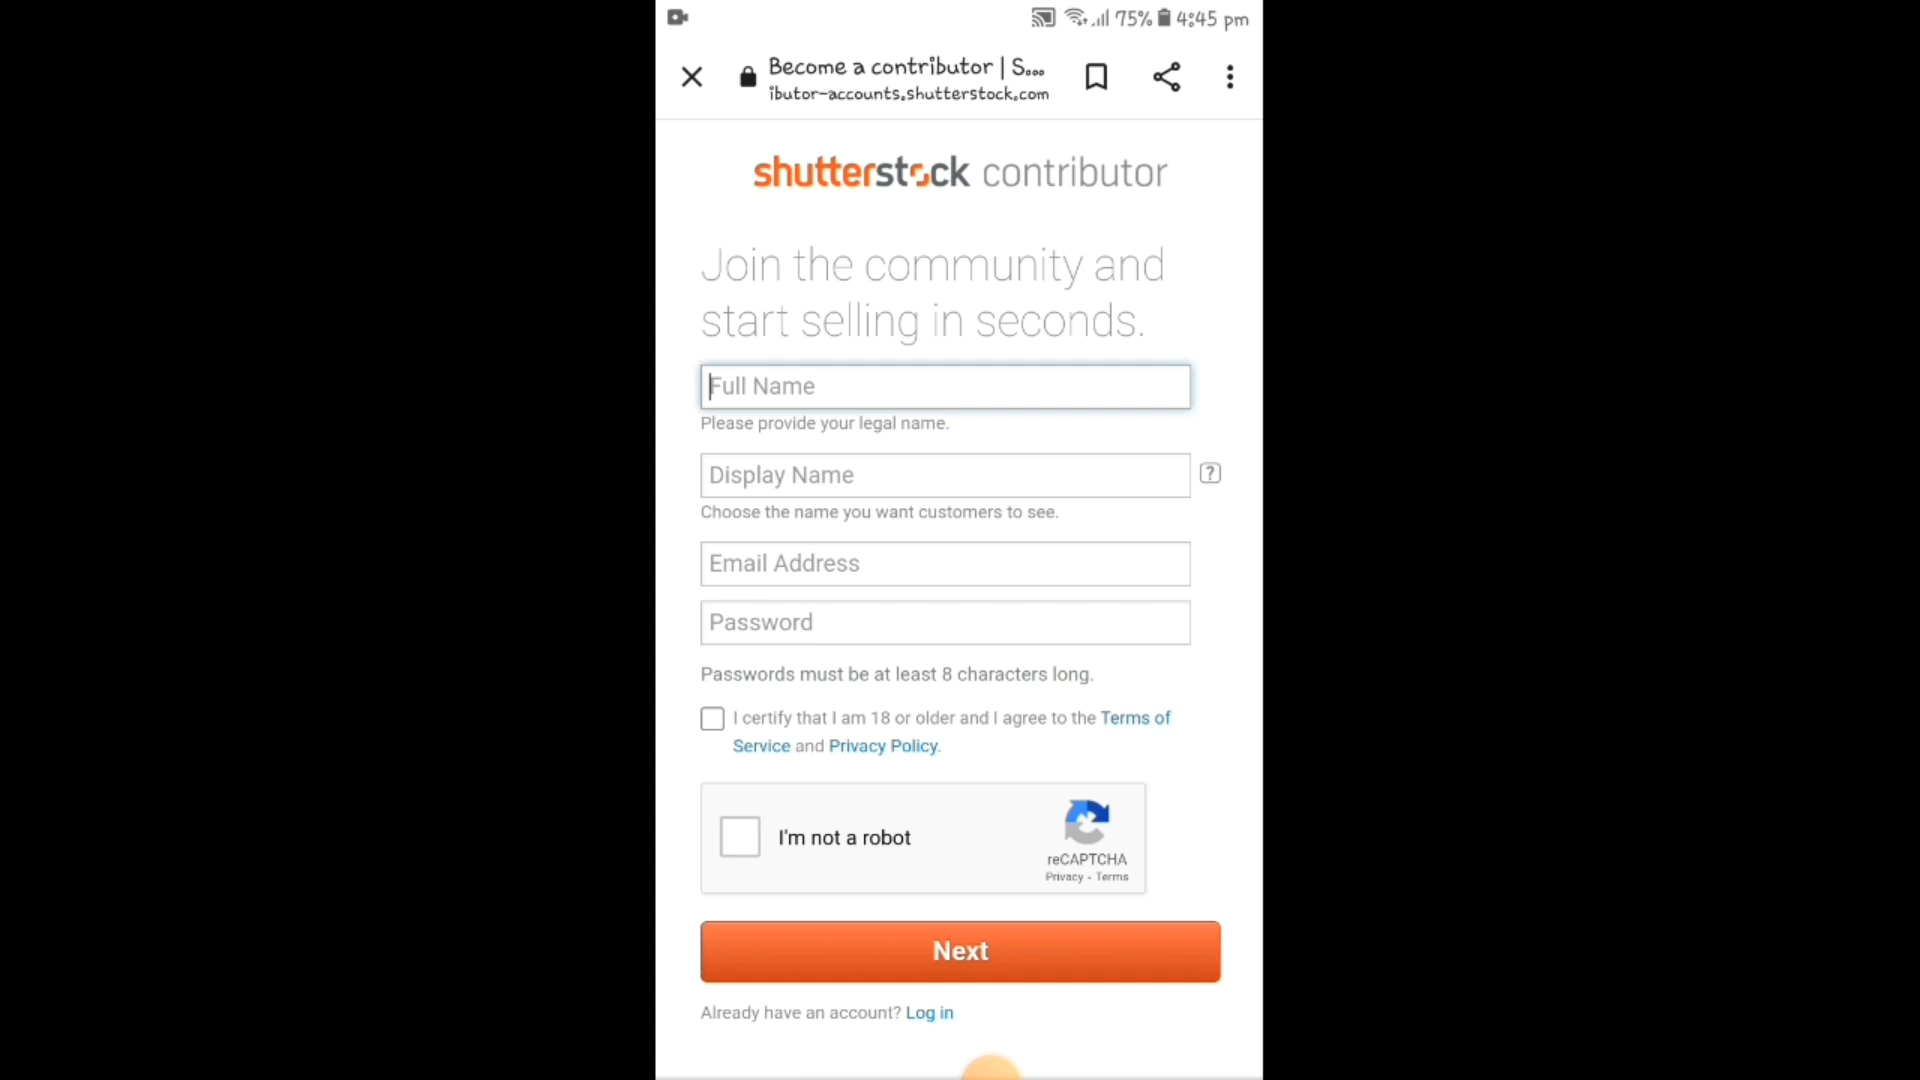 75% 4:45 pm
Become a contributor | S...
ibutor-accounts.shutterstock.com
shutterstock contributor
Join the community and
start selling in seconds.
Full Name
Please provide your legal name.
Display Name
?
Choose the name you want customers to see.
Email Address
Password
Passwords must be at least 8 characters long.
I certify that I am 18 or older and I agree to the Terms of
Service and Privacy Policy.
I'm not a robot
reCAPTCHA
Privacy - Terms
Next
Already have an account? Log in